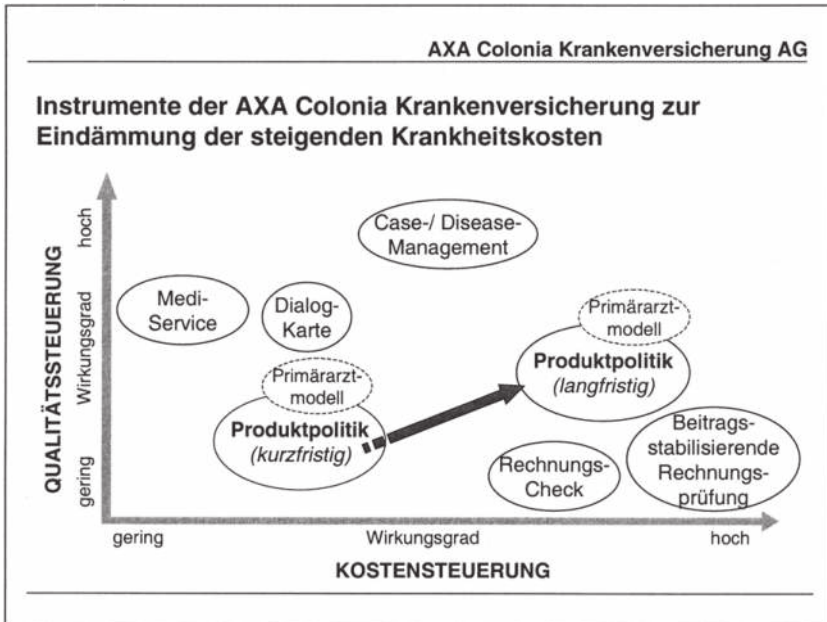 AXA Colonia Krankenversicherung AG
Instrumente der AXA Colonia Krankenversicherung zur
Eindämmung der steigenden Krankheitskosten
QUALITÄTSSTEUERUNG
gering Wirkungsgrad hoch
Case-/ Disease-
Management
Medi-
Service
Dialog-
Karte
Primärarzt-
modell
Produktpolitik
(kurzfristig)
Primärarzt-
modell
Produktpolitik
(langfristig)
Rechnungs-
Check
Beitrags-
stabilisierende
Rechnungs-
prüfung
gering Wirkungsgrad hoch
KOSTENSTEUERUNG